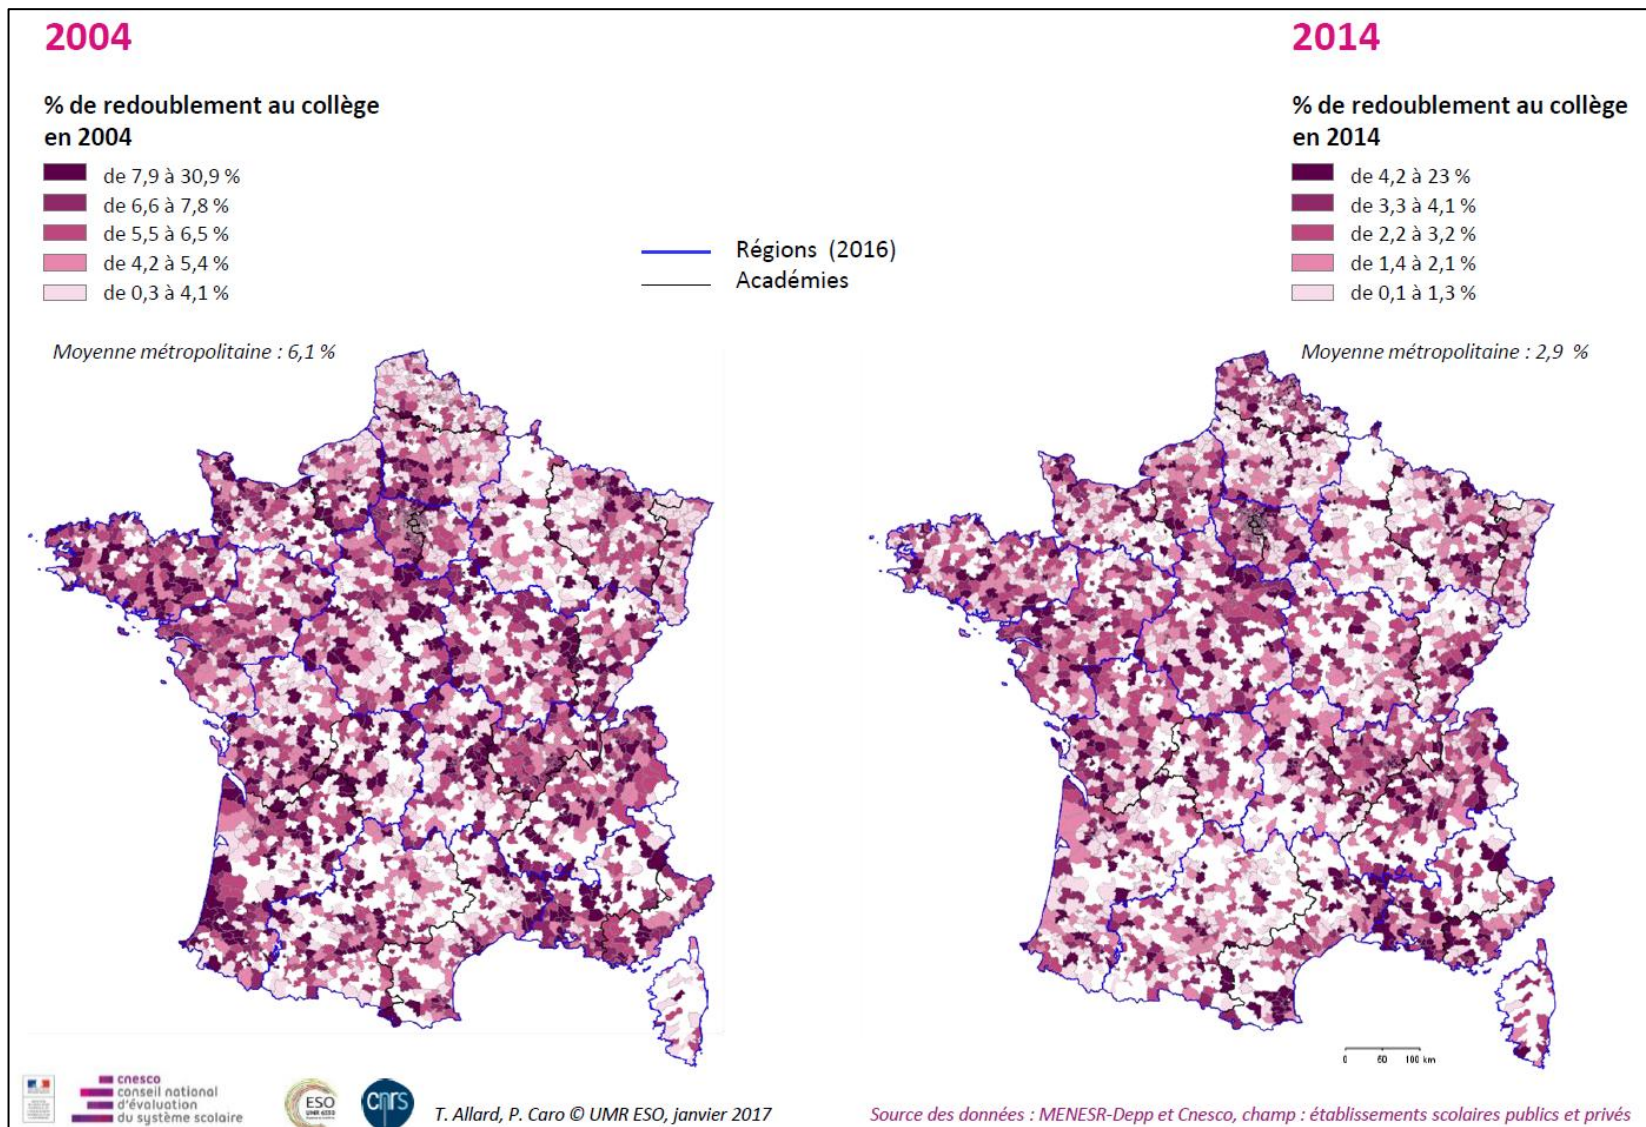 2004
% de redoublement au collège
en 2004
de 7,9 à 30,9 %
de 6,6 à 7,8 %
de 5,5 à 6,5 %
de 4,2 à 5,4 %
de 0,3 à 4,1 %
Moyenne métropolitaine : 6,1 %
Régions (2016)
Académies
2014
% de redoublement au collège
en 2014
de 4,2 à 23 %
de 3,3 à 4,1 %
de 2,2 à 3,2 %
de 1,4 à 2,1 %
de 0,1 à 1,3 %
Moyenne métropolitaine : 2,9 %
0 60 100 km
cnesco
conseil national
d'évaluation
du système scolaire
ESO
UMR 6590
cnrs
T. Allard, P. Caro © UMR ESO, janvier 2017
Source des données : MENESR-Depp et Cnesco, champ : établissements scolaires publics et privés